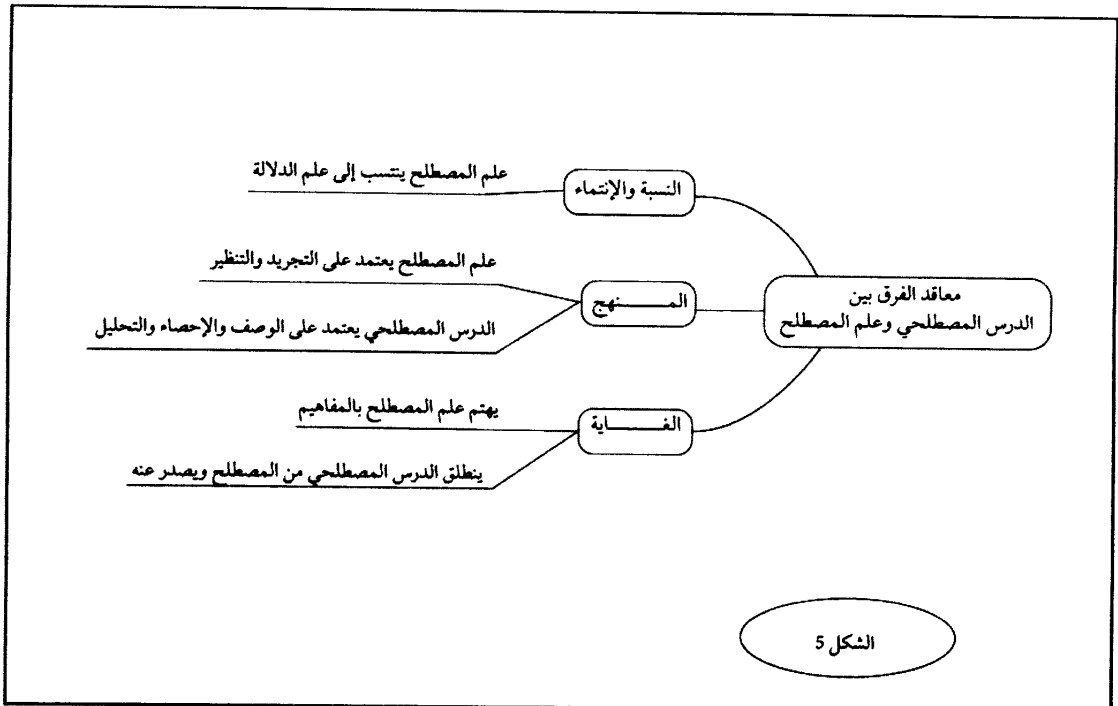 معاقد الفرق بين
الدرس المصطلحي وعلم المصطلح
النسبة والإنتماء
علم المصطلح ينتسب إلى علم الدلالة
المـــــنهج
علم المصطلح يعتمد على التجريد والتنظير
الدرس المصطلحي يعتمد على الوصف والإحصاء والتحليل
الغـــــاية
يهتم علم المصطلح بالمفاهيم
ينطلق الدرس المصطلحي من المصطلح ويصدر عنه
الشكل 5